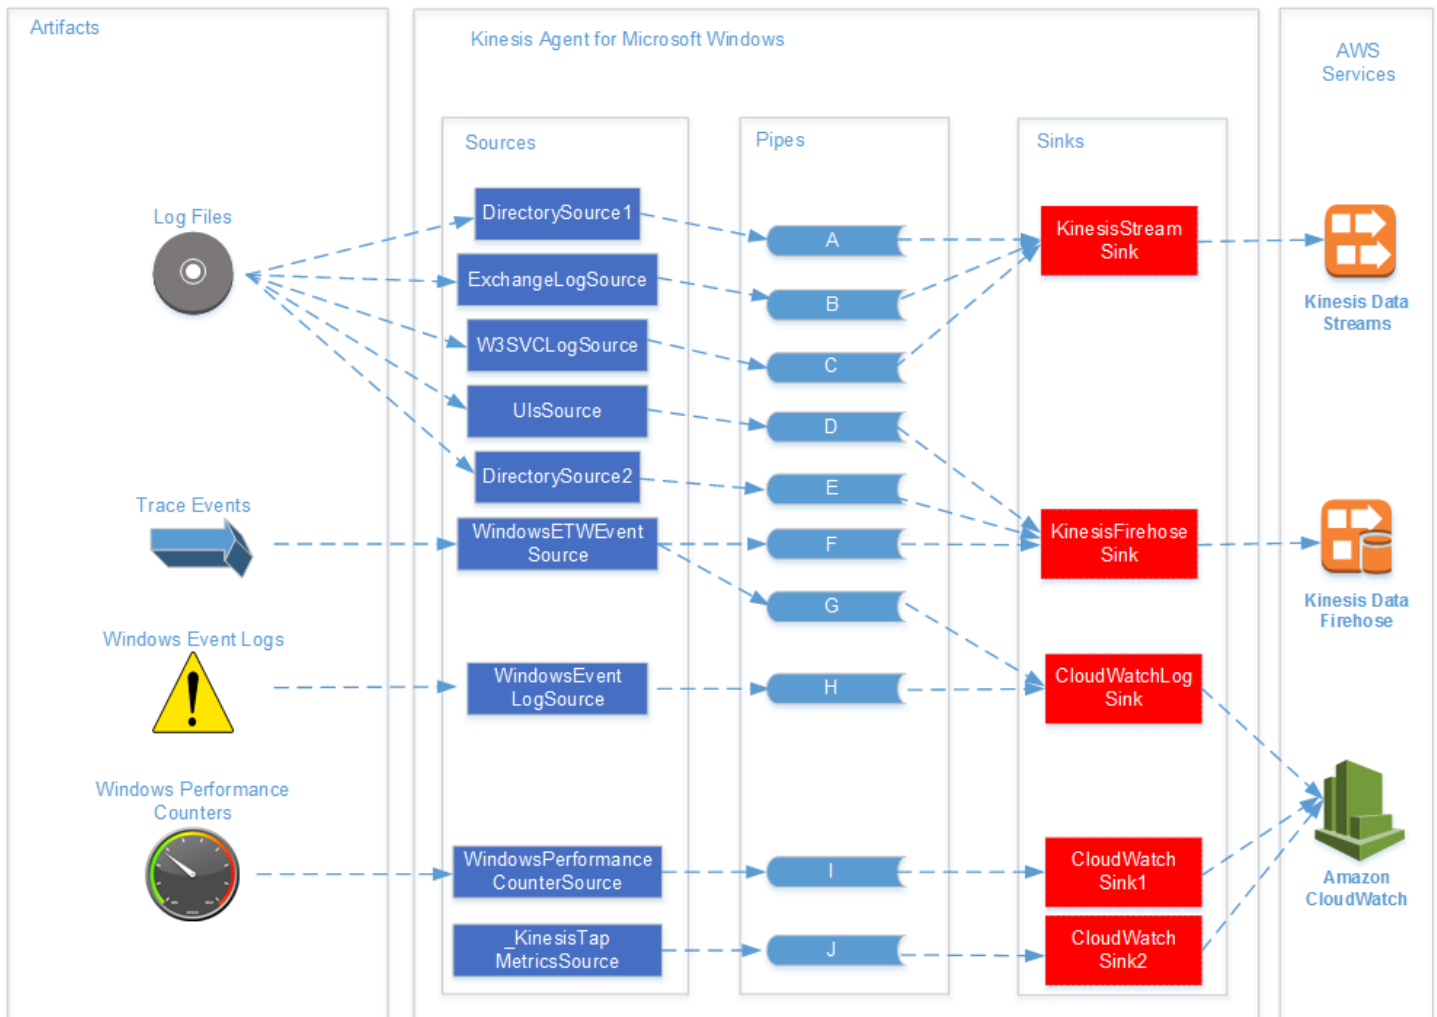 Artifacts
Kinesis Agent for Microsoft Windows
AWS
Services
Sources
Pipes
Sinks
Log Files
DirectorySource1
A
KinesisStream
Sink
ExchangeLogSource
B
Kinesis Data
Streams
W3SVCLogSource
C
UlsSource
D
DirectorySource2
E
Trace Events
WindowsETWEvent
Source
F
KinesisFirehose
Sink
G
Kinesis Data
Firehose
Windows Event Logs
WindowsEvent
LogSource
H
CloudWatchLog
Sink
Windows Performance
Counters
WindowsPerformance
CounterSource
I
CloudWatch
Sink1
Amazon
CloudWatch
_KinesisTap
MetricsSource
J
CloudWatch
Sink2